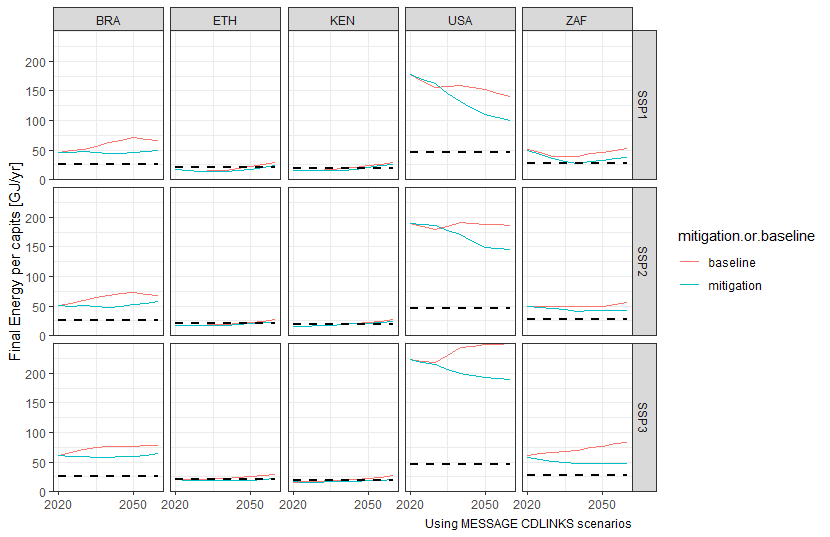 BRA ETH KEN USA ZAF
200
150
100
50
0
SSP1
200
150
100
50
0
SSP2
Final Energy per capits [GJ/yr]
mitigation.or.baseline
baseline
mitigation
200
150
100
50
0
SSP3
2020 2050 2020 2050 2020 2050 2020 2050 2020 2050
Using MESSAGE CDLINKS scenarios